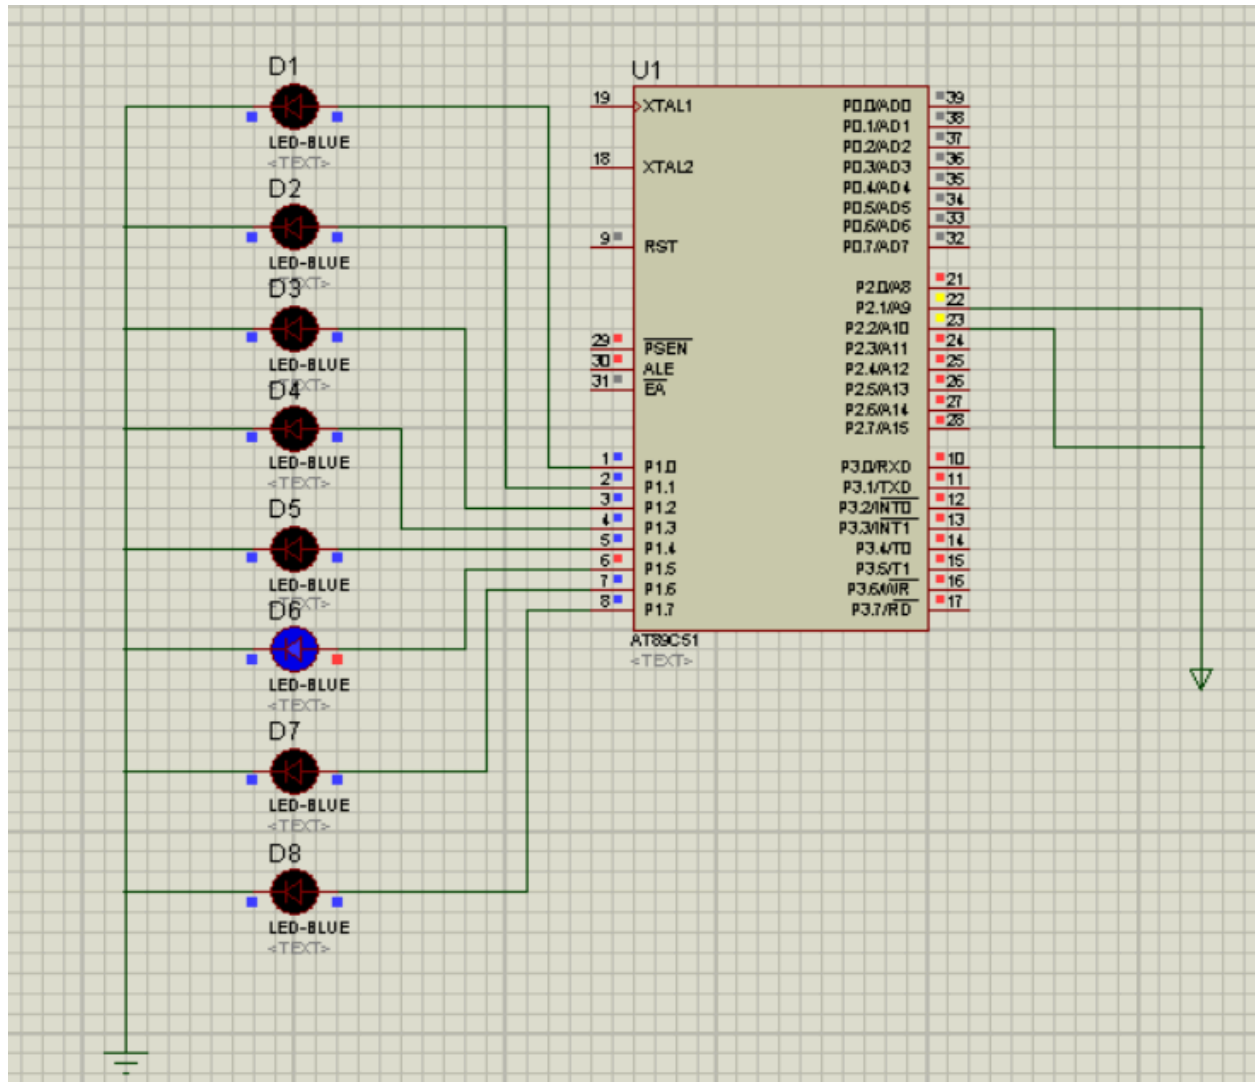 D1
LED-BLUE
<TEXT>
D2
LED-BLUE
<TEXT>
D3
LED-BLUE
<TEXT>
D4
LED-BLUE
<TEXT>
D5
LED-BLUE
<TEXT>
D6
LED-BLUE
<TEXT>
D7
LED-BLUE
<TEXT>
D8
LED-BLUE
<TEXT>
U1
19 XTAL1
18 XTAL2
9 RST
29 PSEN
30 ALE
31 EA
1 P1.0
2 P1.1
3 P1.2
4 P1.3
5 P1.4
6 P1.5
7 P1.6
8 P1.7
P0.0/AD0 39
P0.1/AD1 38
P0.2/AD2 37
P0.3/AD3 36
P0.4/AD4 35
P0.5/AD5 34
P0.6/AD6 33
P0.7/AD7 32
P2.0/A8 21
P2.1/A9 22
P2.2/A10 23
P2.3/A11 24
P2.4/A12 25
P2.5/A13 26
P2.6/A14 27
P2.7/A15 28
P3.0/RXD 10
P3.1/TXD 11
P3.2/INT0 12
P3.3/INT1 13
P3.4/T0 14
P3.5/T1 15
P3.6/WR 16
P3.7/RD 17
AT89C51
<TEXT>